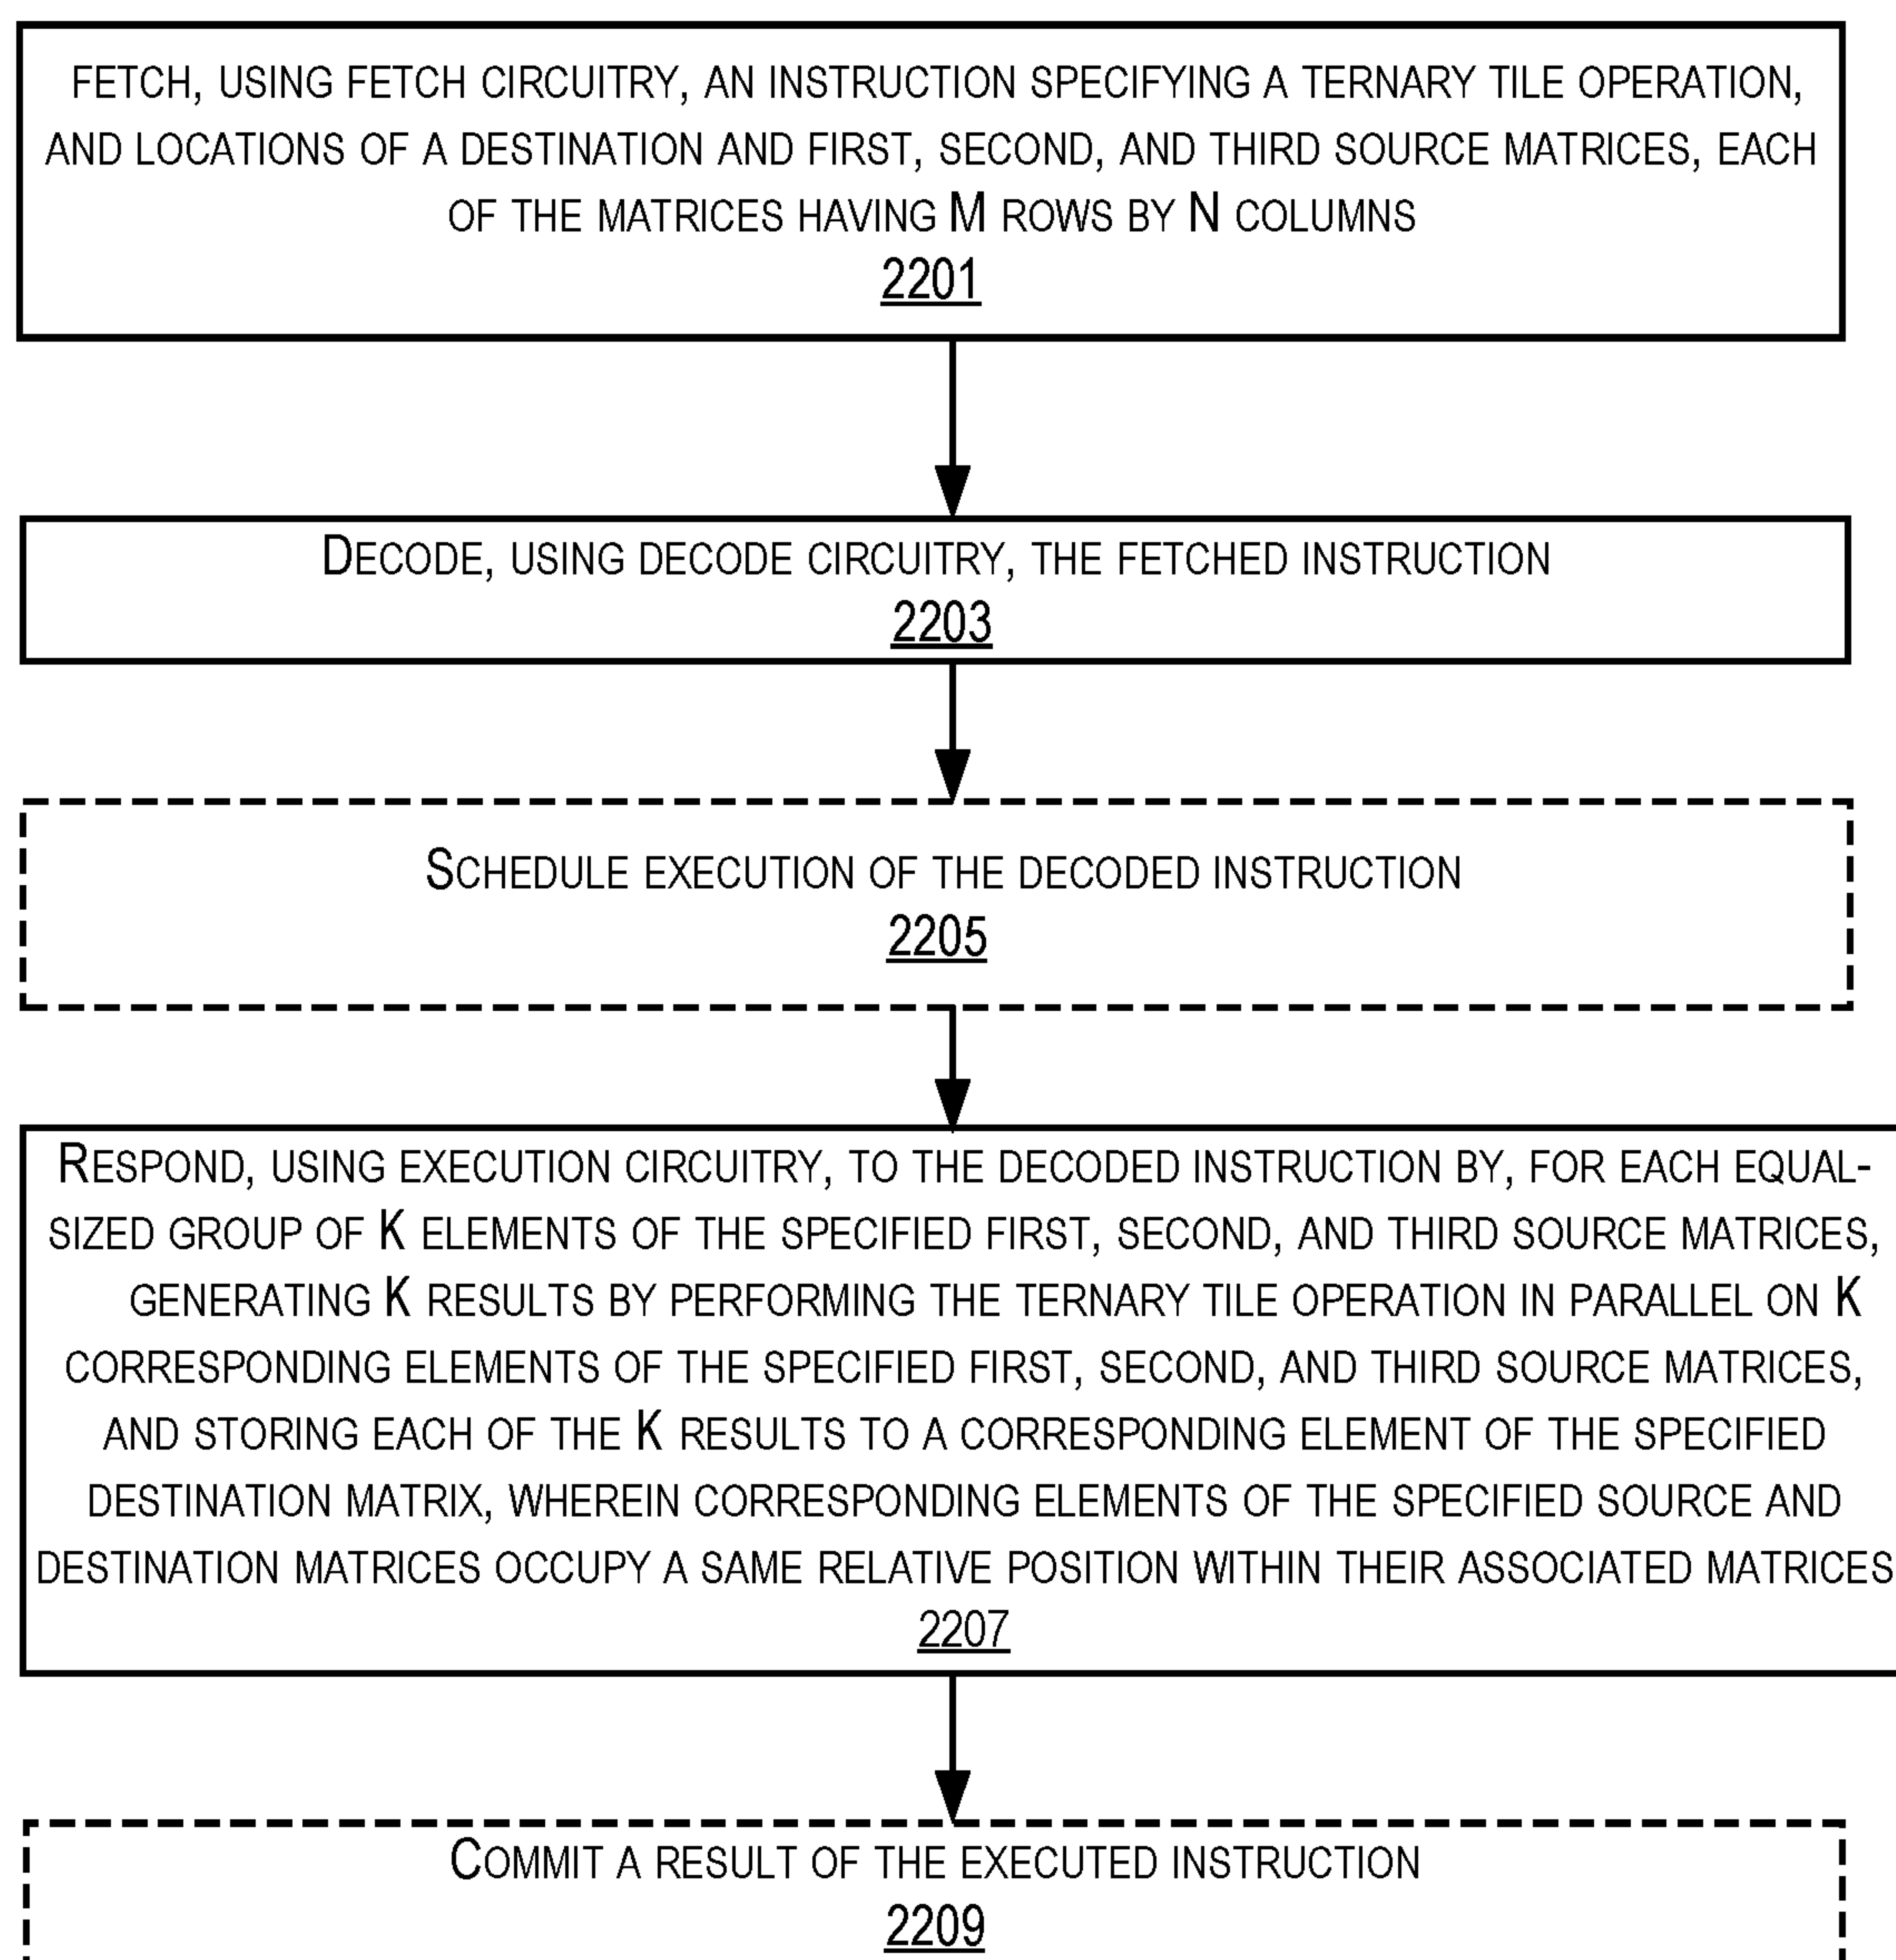 FETCH, USING FETCH CIRCUITRY, AN INSTRUCTION SPECIFYING A TERNARY TILE OPERATION,
AND LOCATIONS OF A DESTINATION AND FIRST, SECOND, AND THIRD SOURCE MATRICES, EACH
OF THE MATRICES HAVING M ROWS BY N COLUMNS
2201
DECODE, USING DECODE CIRCUITRY, THE FETCHED INSTRUCTION
2203
SCHEDULE EXECUTION OF THE DECODED INSTRUCTION
2205
RESPOND, USING EXECUTION CIRCUITRY, TO THE DECODED INSTRUCTION BY, FOR EACH EQUAL-
SIZED GROUP OF K ELEMENTS OF THE SPECIFIED FIRST, SECOND, AND THIRD SOURCE MATRICES,
GENERATING K RESULTS BY PERFORMING THE TERNARY TILE OPERATION IN PARALLEL ON K
CORRESPONDING ELEMENTS OF THE SPECIFIED FIRST, SECOND, AND THIRD SOURCE MATRICES,
AND STORING EACH OF THE K RESULTS TO A CORRESPONDING ELEMENT OF THE SPECIFIED
DESTINATION MATRIX, WHEREIN CORRESPONDING ELEMENTS OF THE SPECIFIED SOURCE AND
DESTINATION MATRICES OCCUPY A SAME RELATIVE POSITION WITHIN THEIR ASSOCIATED MATRICES
2207
COMMIT A RESULT OF THE EXECUTED INSTRUCTION
2209